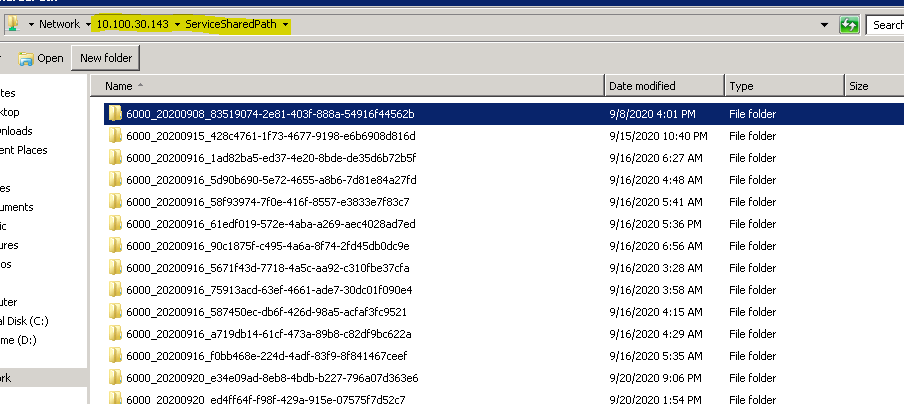 Network 10.100.30.143 ServiceSharedPath Search
Open New folder
Name Date modified Type Size
6000_20200908_83519074-2e81-403f-888a-54916f44562b 9/8/2020 4:01 PM File folder
6000_20200915_428c4761-1f73-4677-9198-e6b6908d816d 9/15/2020 10:40 PM File folder
6000_20200916_1ad82ba5-ed37-4e20-8bde-de35d6b72b5f 9/16/2020 6:27 AM File folder
6000_20200916_5d90b690-5e72-4655-a8b6-7d81e84a27fd 9/16/2020 4:48 AM File folder
6000_20200916_58f93974-7f0e-416f-8557-e3833e7f83c7 9/16/2020 5:41 AM File folder
6000_20200916_61edf019-572e-4aba-a269-aec4028ad7ed 9/16/2020 5:36 PM File folder
6000_20200916_90c1875f-c495-4a6a-8f74-2fd45db0dc9e 9/16/2020 6:56 AM File folder
6000_20200916_5671f43d-7718-4a5c-aa92-c310fbe37cfa 9/16/2020 3:28 AM File folder
6000_20200916_75913acd-63ef-4661-ade7-30dc01f090e4 9/16/2020 3:58 AM File folder
6000_20200916_587450ec-db6f-426d-98a5-acfaf3fc9521 9/16/2020 4:15 AM File folder
6000_20200916_a719db14-61cf-473a-89b8-c82df9bc622a 9/16/2020 4:29 AM File folder
6000_20200916_f0bb468e-224d-4adf-83f9-8f841467ceef 9/16/2020 5:35 AM File folder
6000_20200920_e34e09ad-8eb8-4bdb-b227-796a07d363e6 9/20/2020 9:06 PM File folder
6000_20200920_ed4ff64f-f98f-429a-915e-07575f7d52c7 9/20/2020 1:54 PM File folder
tes
ktop
nloads
ent Places
es
uments
ic
ures
os
uter
al Disk (C:)
me (D:)
ork